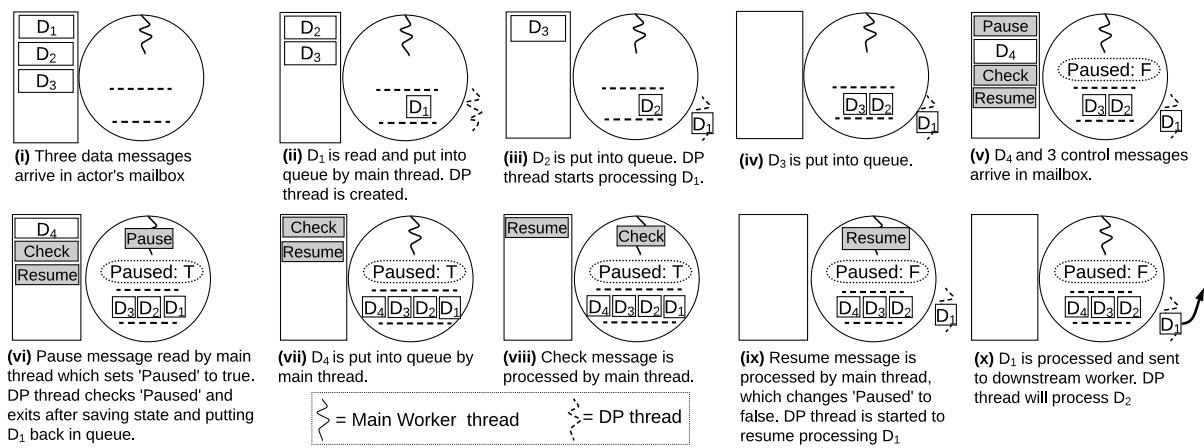 D1
D2
D3
(i) Three data messages
arrive in actor's mailbox
D2
D3
D1
(ii) D1 is read and put into
queue by main thread. DP
thread is created.
D3
D2
D1
(iii) D2 is put into queue. DP
thread starts processing D1.
D3 D2
D1
(iv) D3 is put into queue.
Pause
D4
Check
Resume
Paused: F
D3 D2
D1
(v) D4 and 3 control messages
arrive in mailbox.
D4
Check
Resume
Pause
Paused: T
D3 D2 D1
(vi) Pause message read by main
thread which sets 'Paused' to true.
DP thread checks 'Paused' and
exits after saving state and putting
D1 back in queue.
Check
Resume
Paused: T
D4 D3 D2 D1
(vii) D4 is put into queue by
main thread.
Resume
Check
Paused: T
D4 D3 D2 D1
(viii) Check message is
processed by main thread.
Resume
Paused: F
D4 D3 D2
D1
(ix) Resume message is
processed by main thread,
which changes 'Paused' to
false. DP thread is started to
resume processing D1
Paused: F
D4 D3 D2
D1
(x) D1 is processed and sent
to downstream worker. DP
thread will process D2
= Main Worker thread
= DP thread